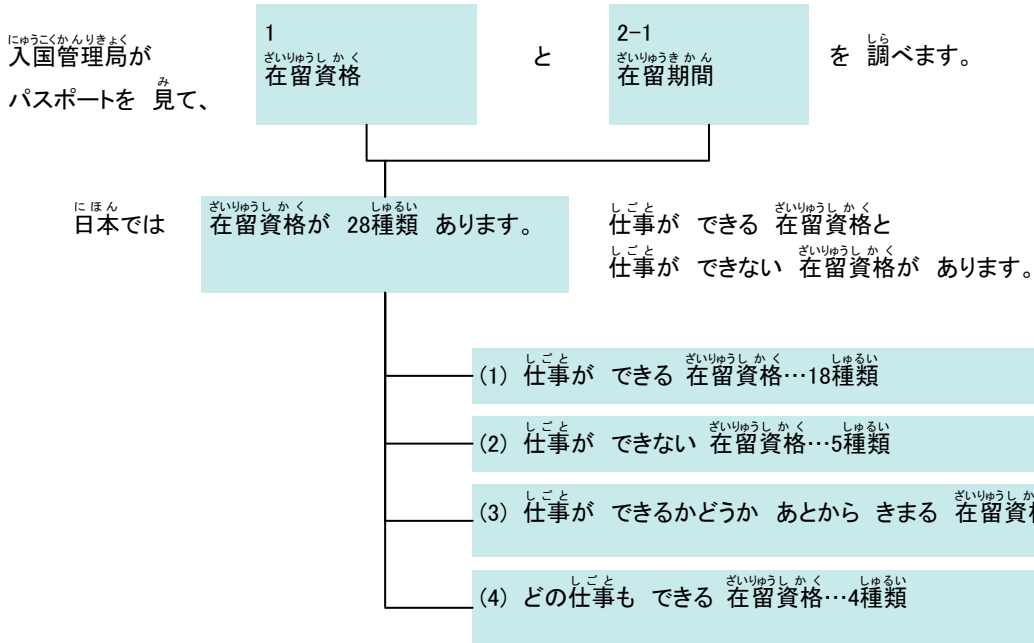 入国管理局が
パスポートを 見て、
1
在留資格
と
2-1
在留期間
を 調べます。
日本では
在留資格が 28種類 あります。
仕事が できる 在留資格と
仕事が できない 在留資格が あります。
(1) 仕事が できる 在留資格…18種類
(2) 仕事が できない 在留資格…5種類
(3) 仕事が できるかどうか あとから きまる 在留資
(4) どの仕事も できる 在留資格…4種類